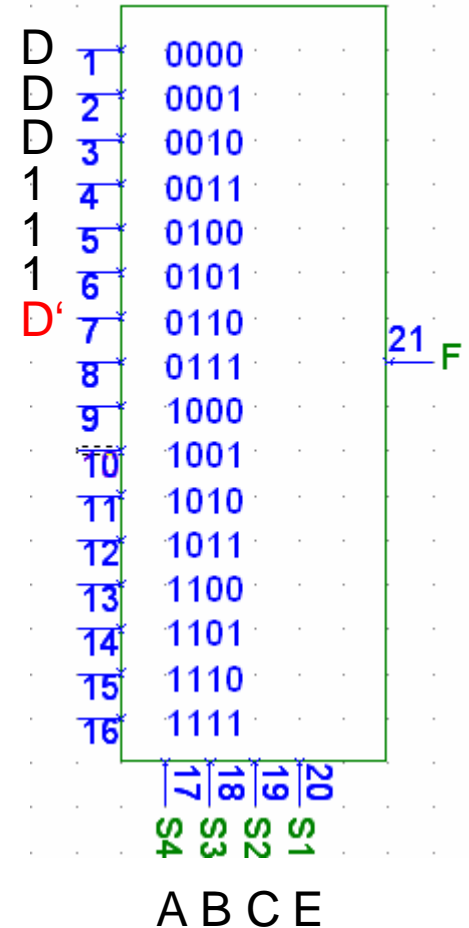 D 1 0000
D 2 0001
D 3 0010
1 4 0011
1 5 0100
1 6 0101
D‘ 7 0110
8 0111
21 F
9 1000
10 1001
11 1010
12 1011
13 1100
14 1101
15 1110
16 1111
17 18 19 20
S4 S3 S2 S1
A B C E